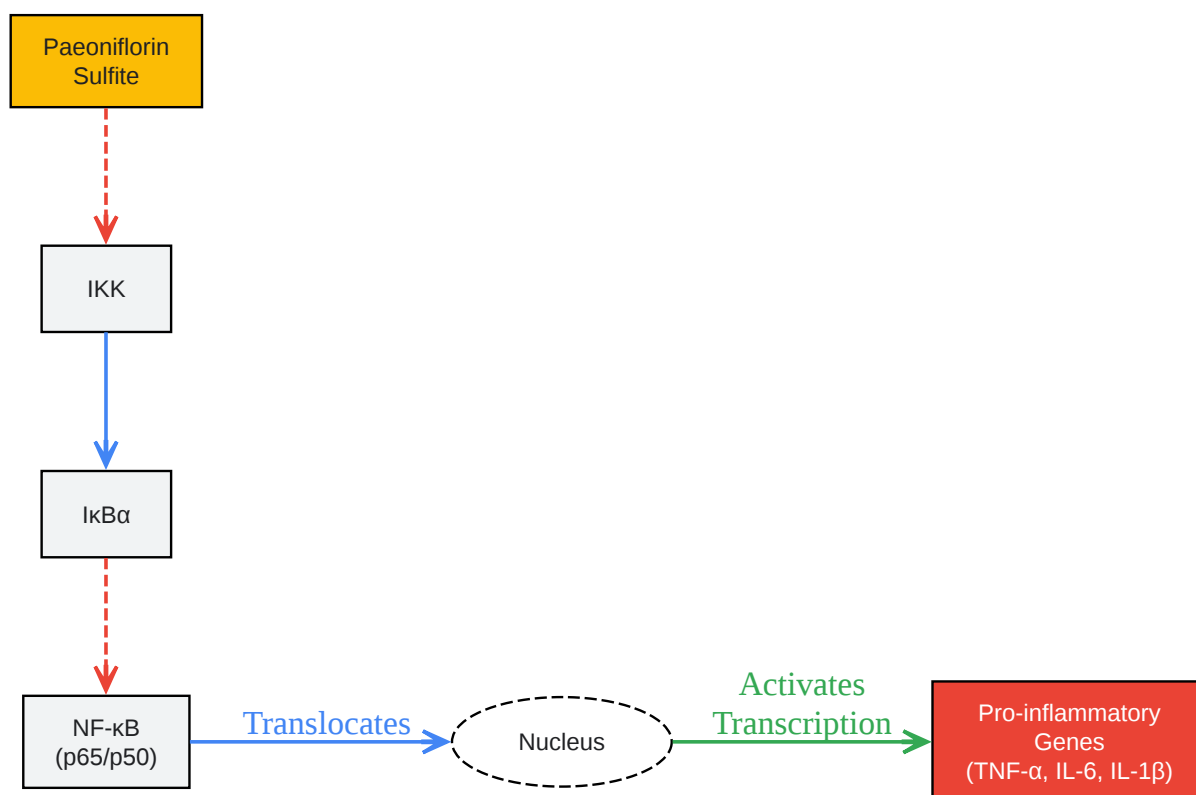 Paeoniflorin
Sulfite
IKK
IκBα
NF-κB
(p65/p50)
Translocates
Nucleus
Activates
Transcription
Pro-inflammatory
Genes
(TNF-α, IL-6, IL-1β)